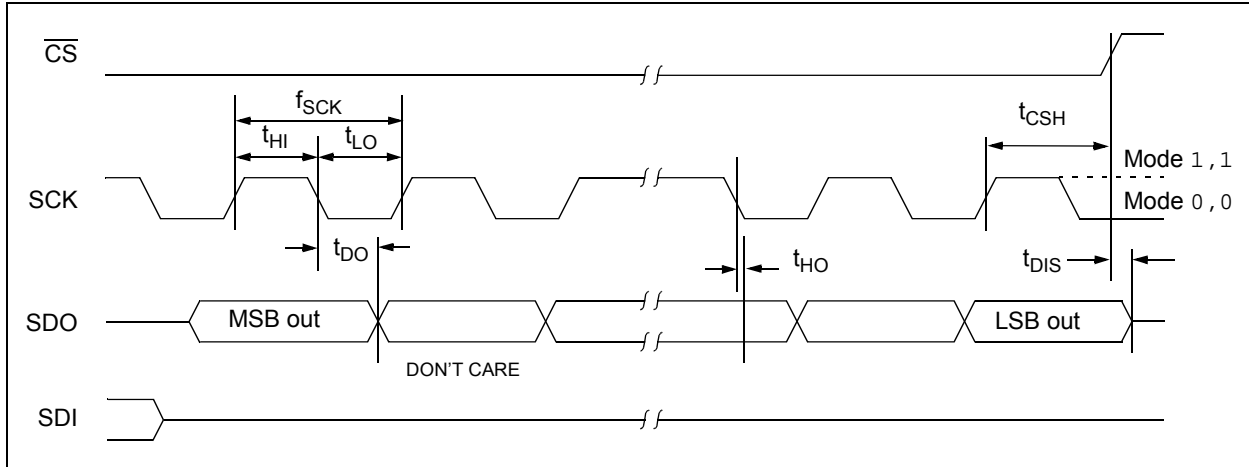 CS
fSCK
tHI
tLO
tCSH
Mode 1,1
SCK
Mode 0,0
tDO
tHO
tDIS
SDO
MSB out
LSB out
DON'T CARE
SDI